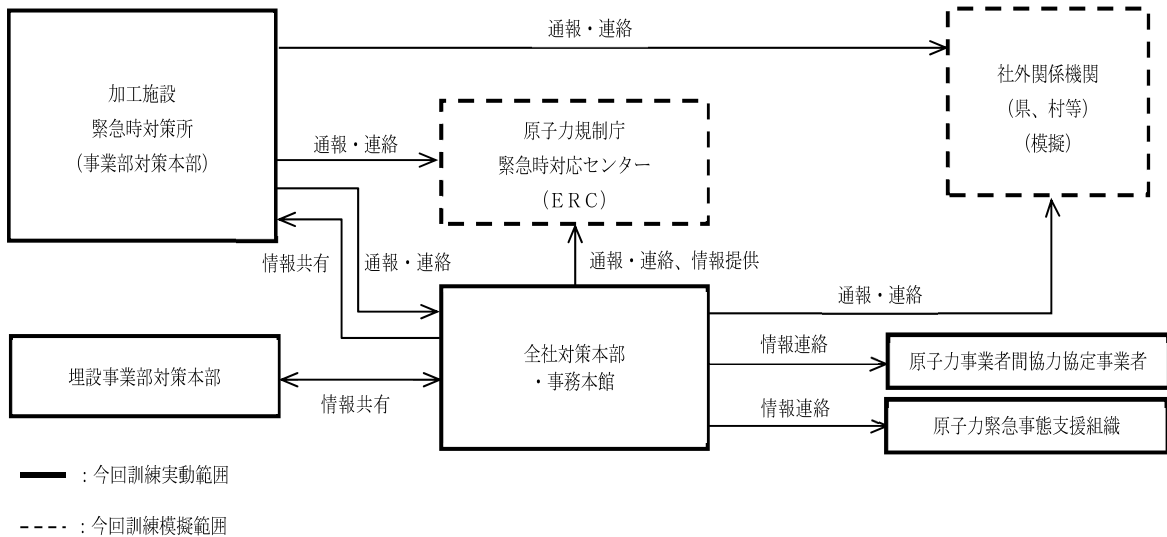 通報・連絡
加工施設
緊急時対策所
(事業部対策本部)
社外関係機関
(県、村等)
(模擬)
通報・連絡
原子力規制庁
緊急時対応センター
(ERC)
情報共有
通報・連絡
通報・連絡、情報提供
通報・連絡
埋設事業部対策本部
情報共有
全社対策本部
・事務本館
情報連絡
原子力事業者間協力協定事業者
情報連絡
原子力緊急事態支援組織
:今回訓練実動範囲
:今回訓練模擬範囲